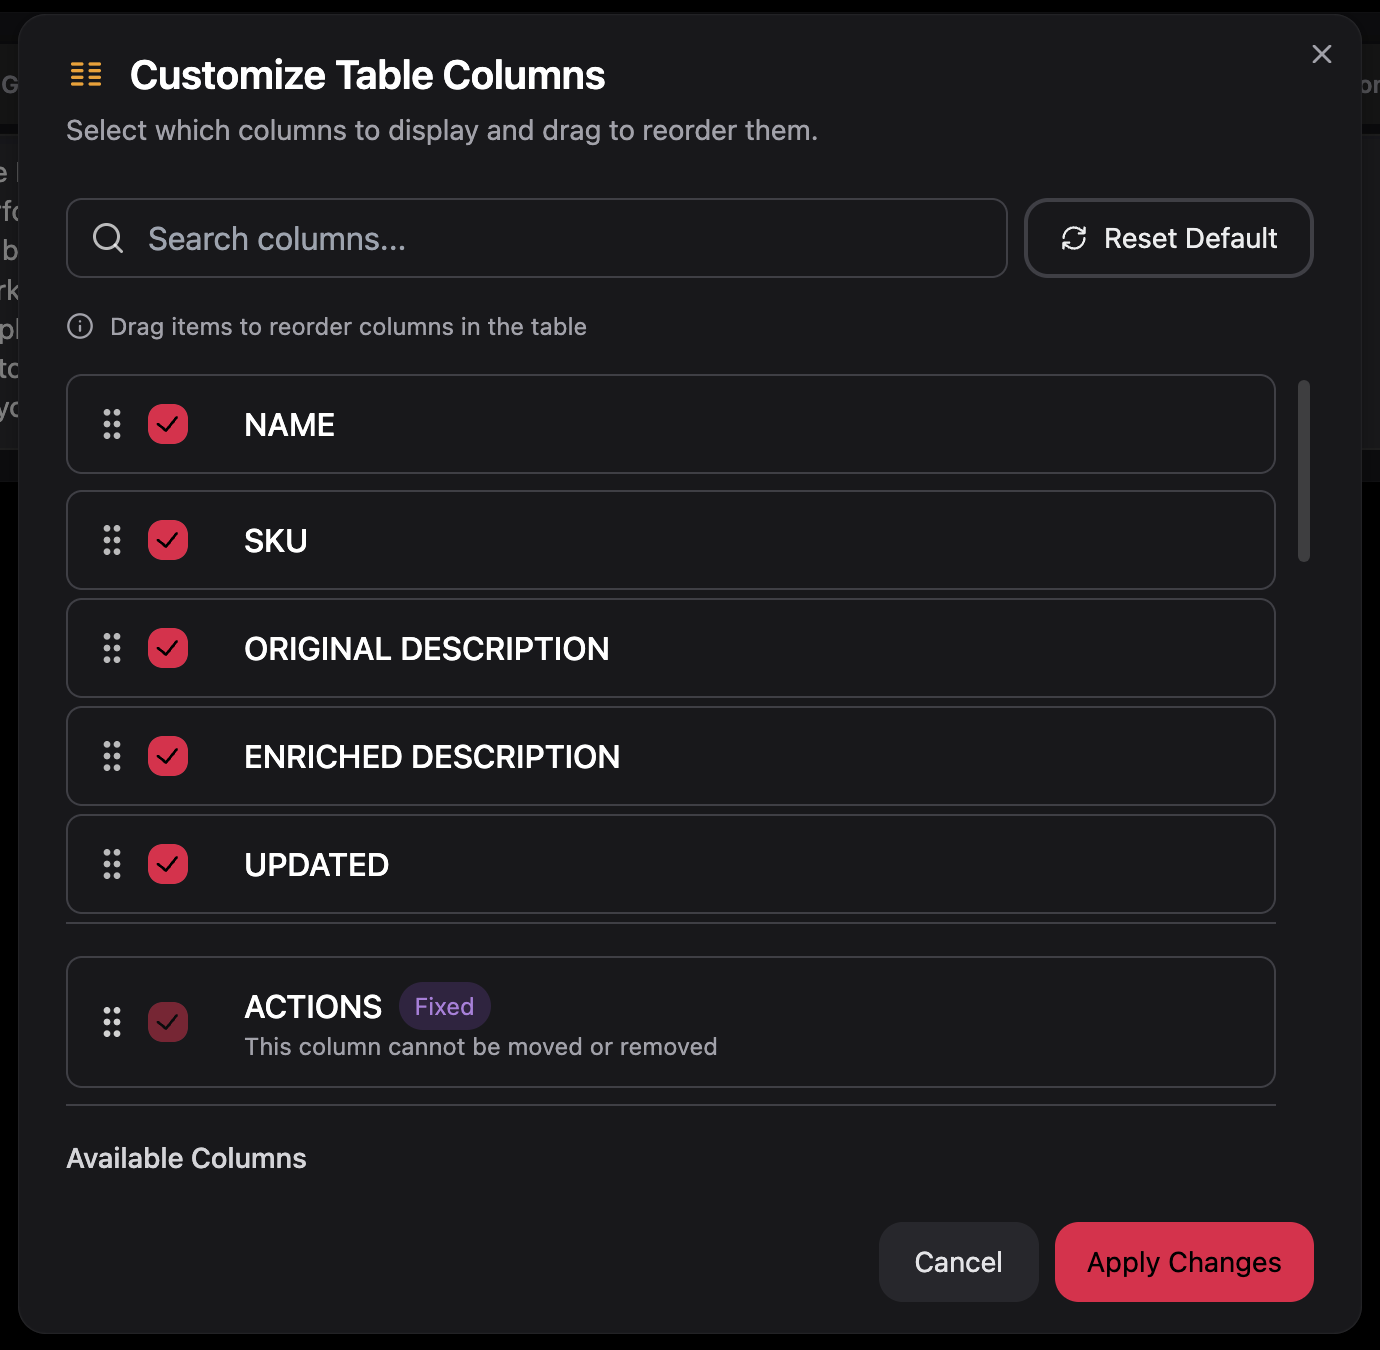 Customize Table Columns
Select which columns to display and drag to reorder them.
Search columns...
Reset Default
Drag items to reorder columns in the table
NAME
SKU
ORIGINAL DESCRIPTION
ENRICHED DESCRIPTION
UPDATED
ACTIONS Fixed
This column cannot be moved or removed
Available Columns
Cancel
Apply Changes